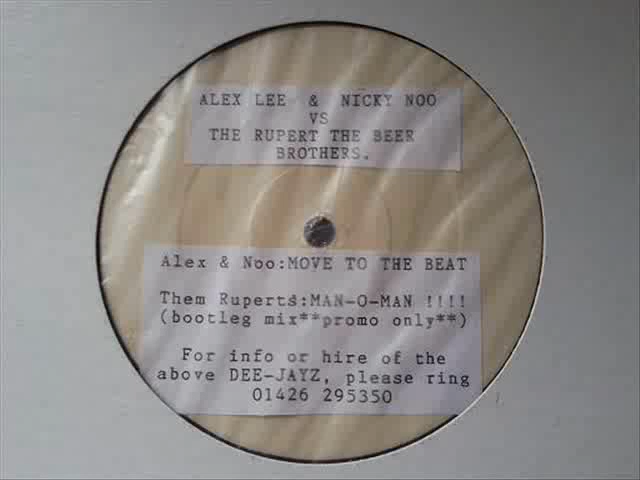 ALEX LEE & NICKY NOO
VS
THE RUPERT THE BEER
BROTHERS.
Alex & Noo:MOVE TO THE BEAT
Them Ruperts:MAN-O-MAN !!!!
(bootleg mix**promo only**)
For info or hire of the
above DEE-JAYZ, please ring
01426 295350